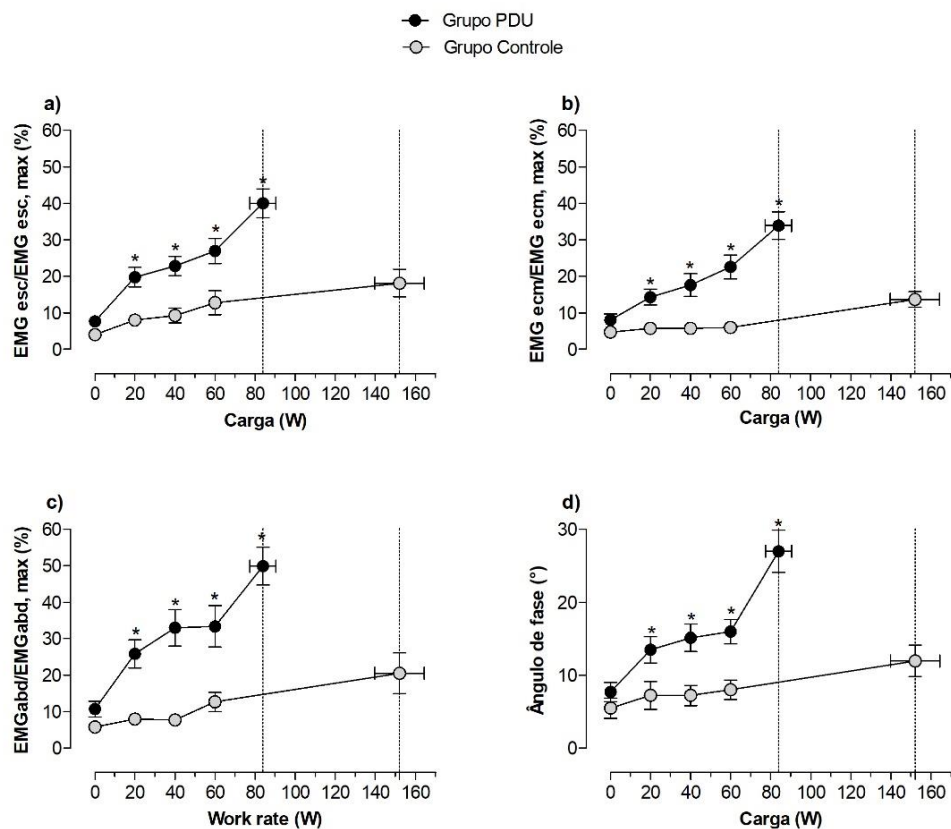 Grupo PDU
Grupo Controle
a)
EMG esc/EMG esc, max (%)
60
50
40
30
20
10
0
* * * *
0 20 40 60 80 100 120 140 160
Carga (W)
b)
EMG ecm/EMG ecm, max (%)
60
50
40
30
20
10
0
* * * *
0 20 40 60 80 100 120 140 160
Carga (W)
c)
EMGabd/EMGabd, max (%)
60
50
40
30
20
10
0
* * * *
0 20 40 60 80 100 120 140 160
Work rate (W)
d)
Ângulo de fase (°)
30
20
10
0
* * * *
0 20 40 60 80 100 120 140 160
Carga (W)